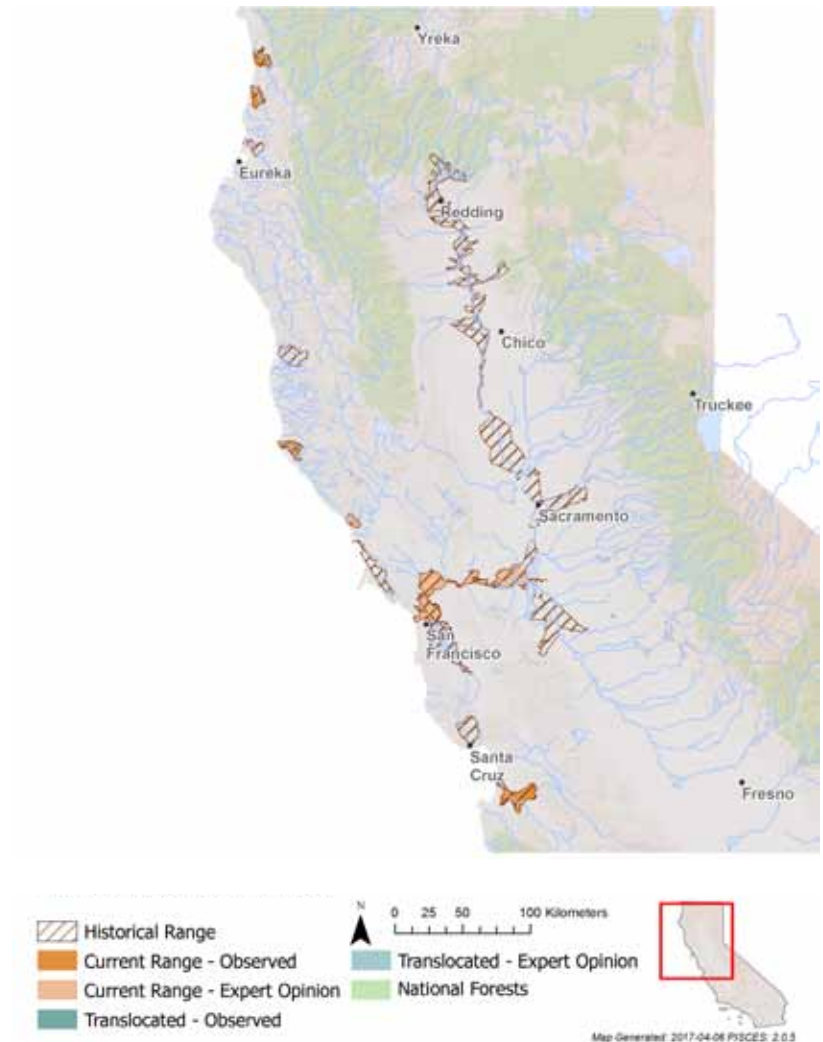 Yreka
Eureka
Redding
Chico
Truckee
Sacramento
San
Francisco
Santa
Cruz
Fresno
Historical Range
Current Range - Observed
Current Range - Expert Opinion
Translocated - Observed
N
0 25 50 100 Kilometers
Translocated - Expert Opinion
National Forests
Map Generated: 2017-04-06 PISCES: 2.0.5